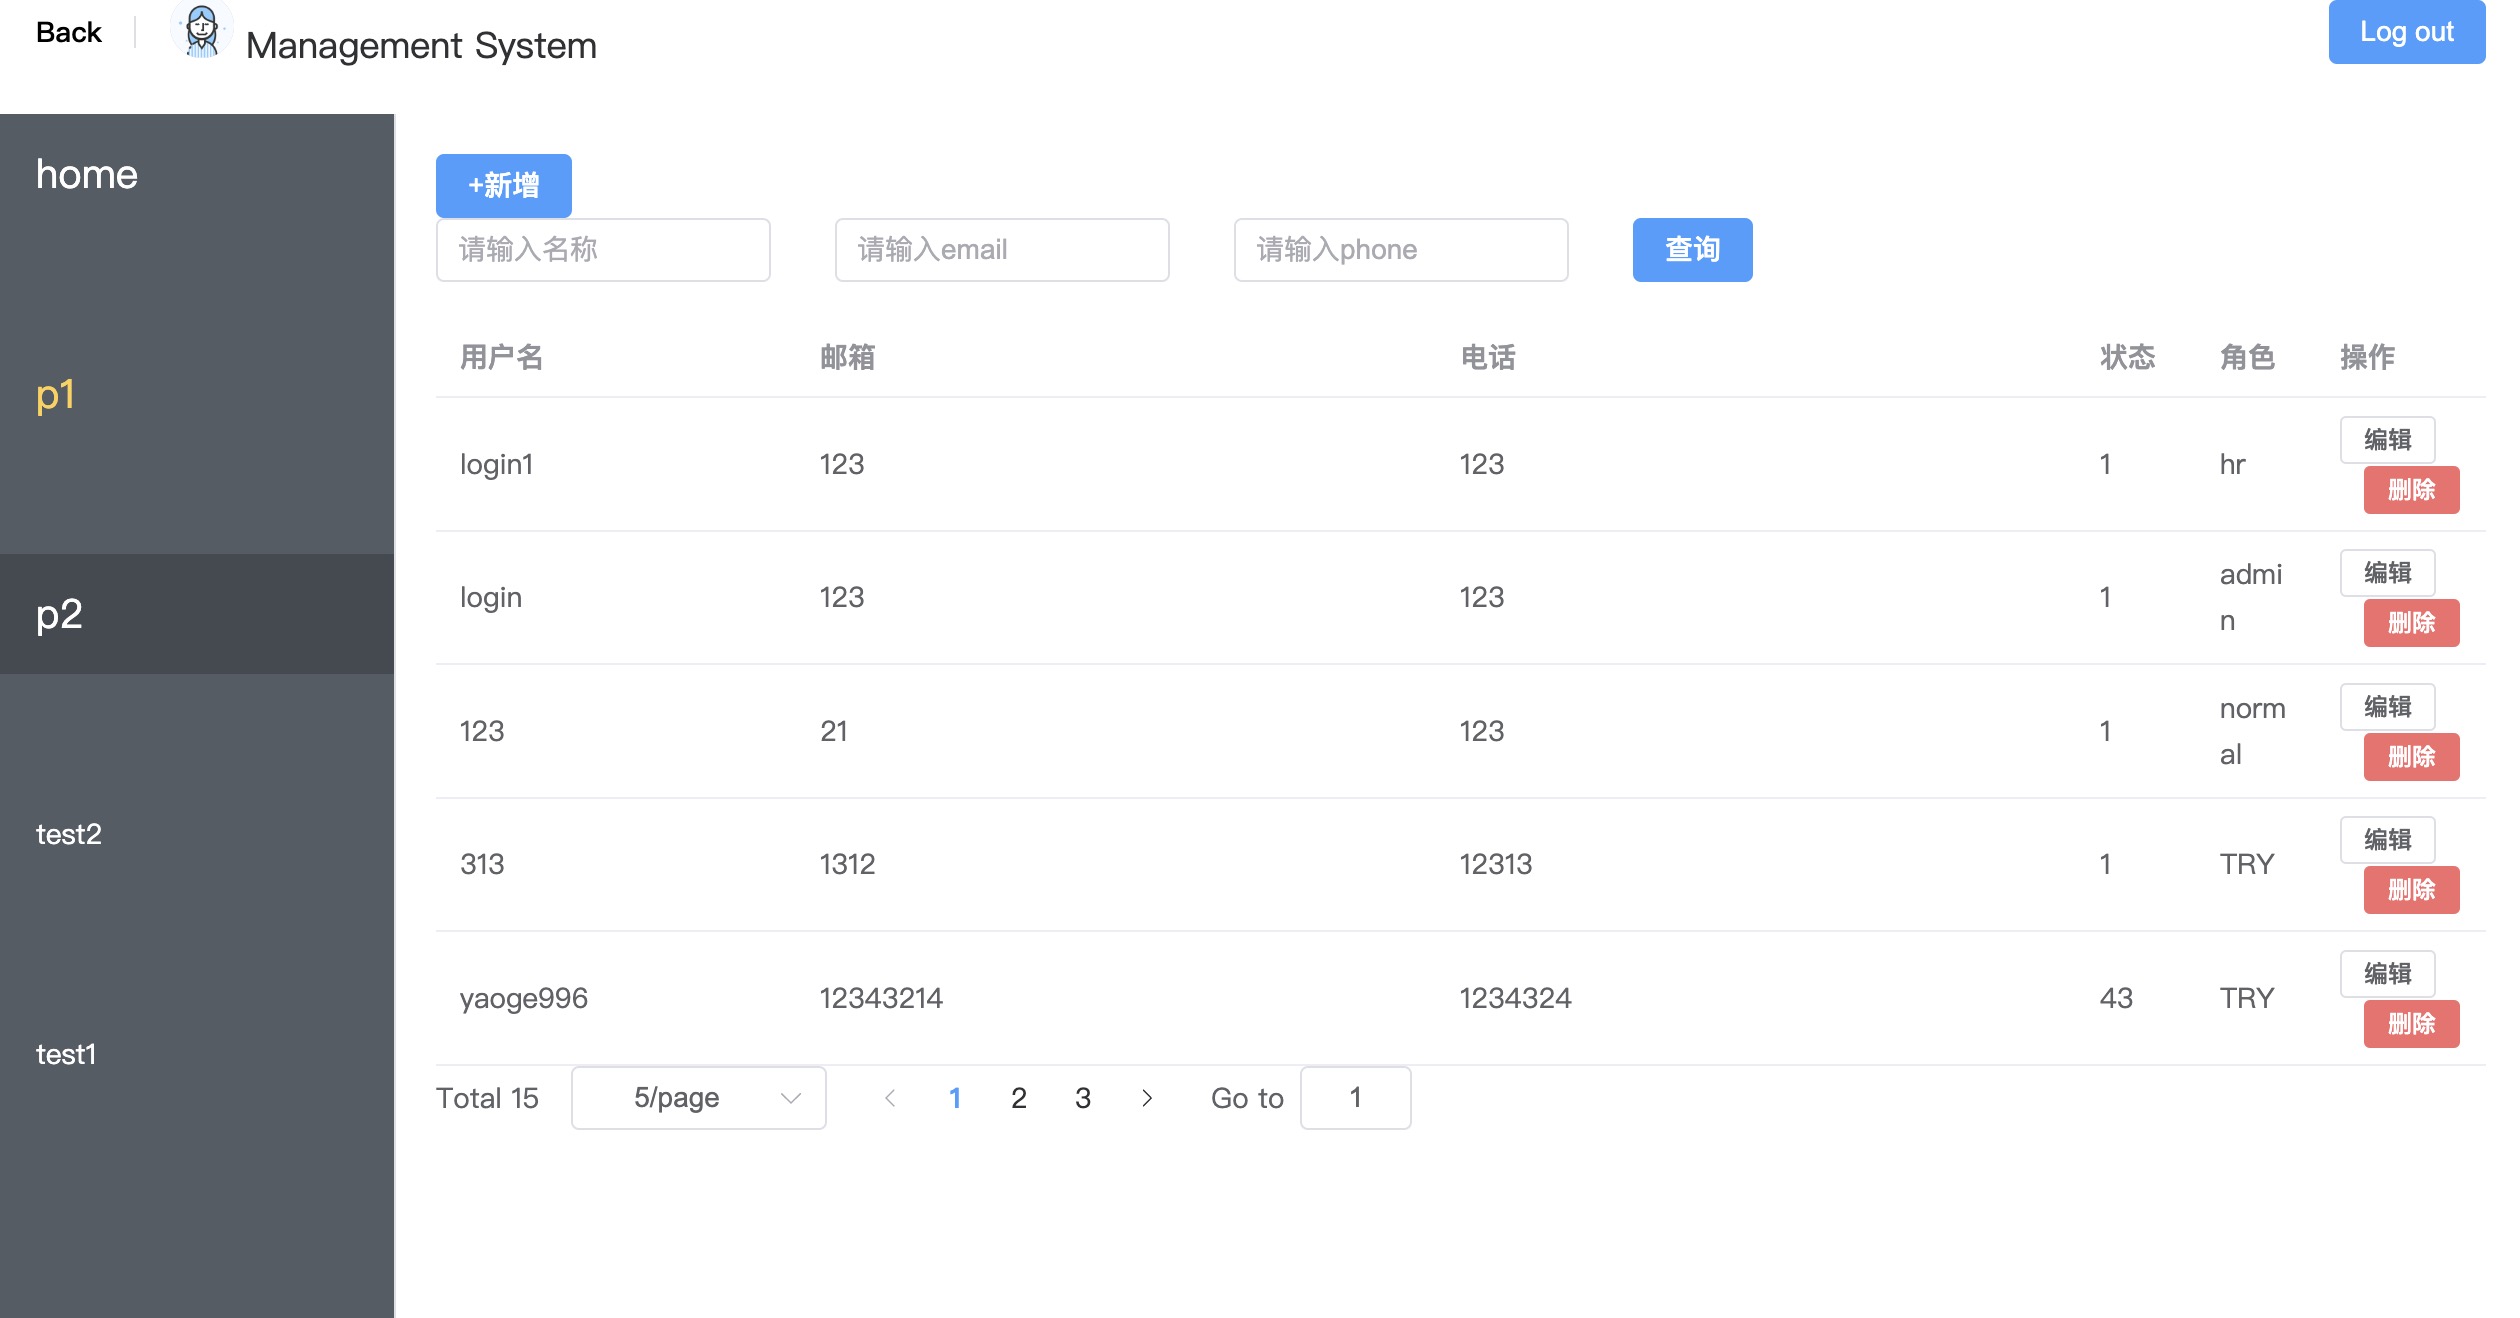 Back
Management System
Log out
home
p1
p2
test2
test1
+新增
请输入名称 请输入email 请输入phone 查询
用户名 邮箱 电话 状态 角色 操作
login1 123 123 1 hr 编辑
删除
login 123 123 1 admi
n
编辑
删除
123 21 123 1 norm
al
编辑
删除
313 1312 12313 1 TRY 编辑
删除
yaoge996 12343214 1234324 43 TRY 编辑
删除
Total 15 5/page 1 2 3 Go to 1